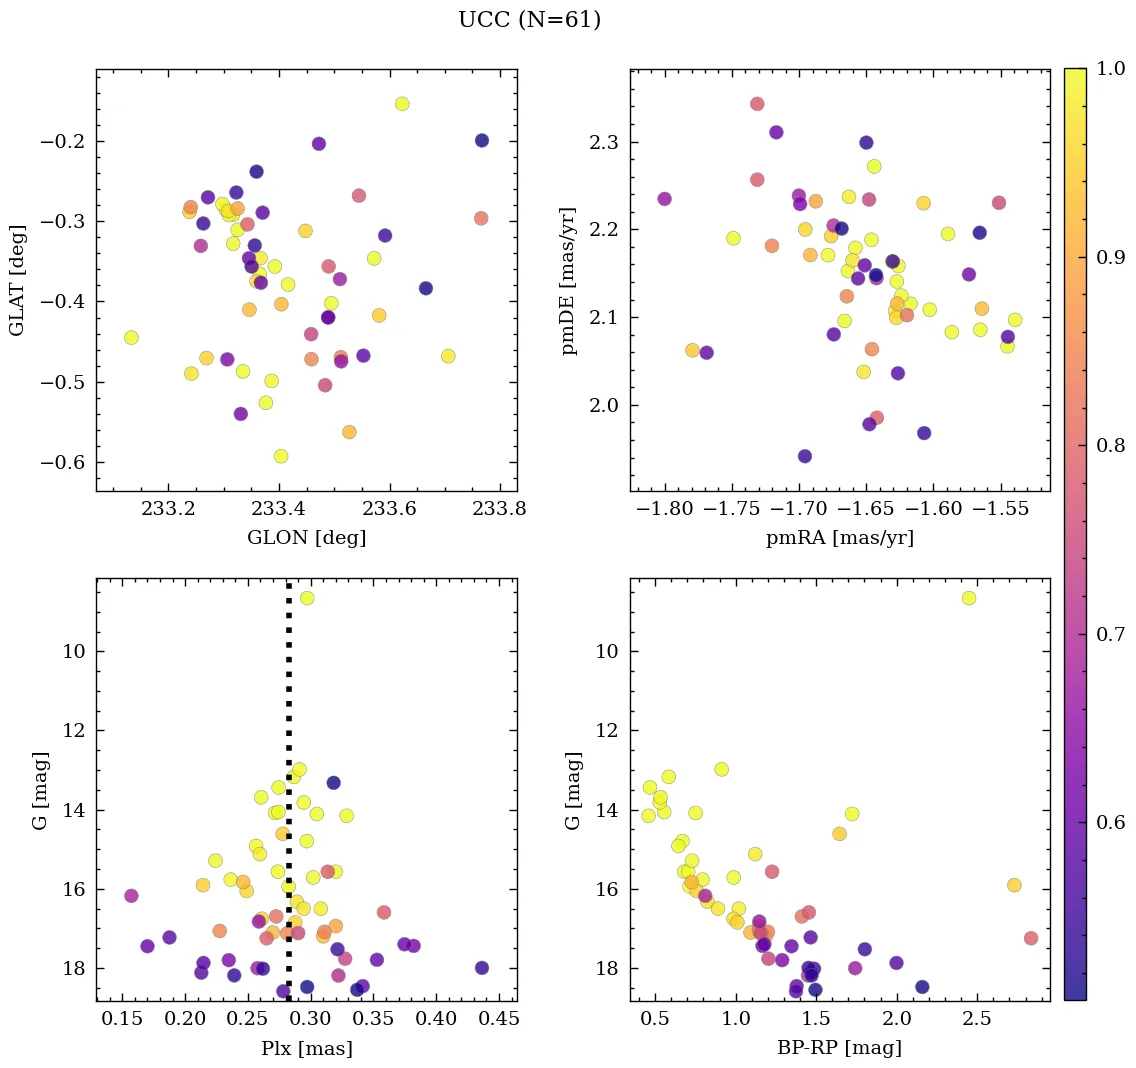 UCC (N=61)
−0.2
−0.3
−0.4
−0.5
−0.6
GLAT [deg]
233.2 233.4 233.6 233.8
GLON [deg]
2.3
2.2
2.1
2.0
pmDE [mas/yr]
−1.80 −1.75 −1.70 −1.65 −1.60 −1.55
pmRA [mas/yr]
1.0
0.9
0.8
0.7
0.6
10
12
14
16
18
G [mag]
0.15 0.20 0.25 0.30 0.35 0.40 0.45
Plx [mas]
10
12
14
16
18
G [mag]
0.5 1.0 1.5 2.0 2.5
BP-RP [mag]